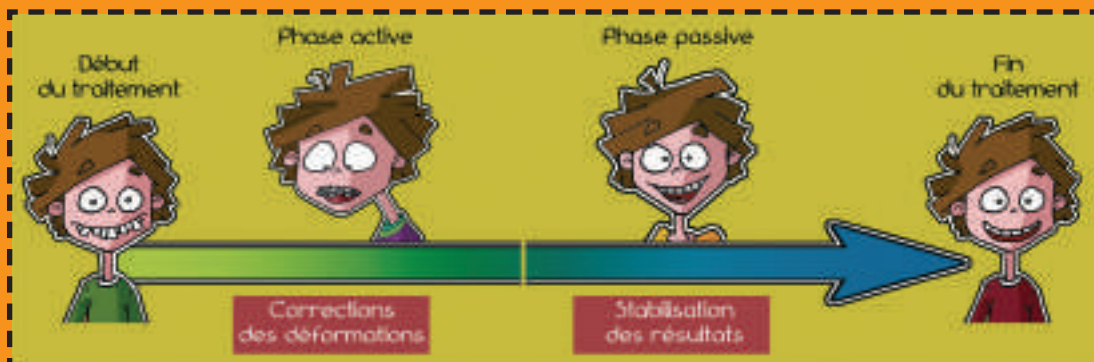 Début
du traitement
Phase active
Phase passive
Fin
du traitement
Corrections
des déformations
Stabilisation
des résultats